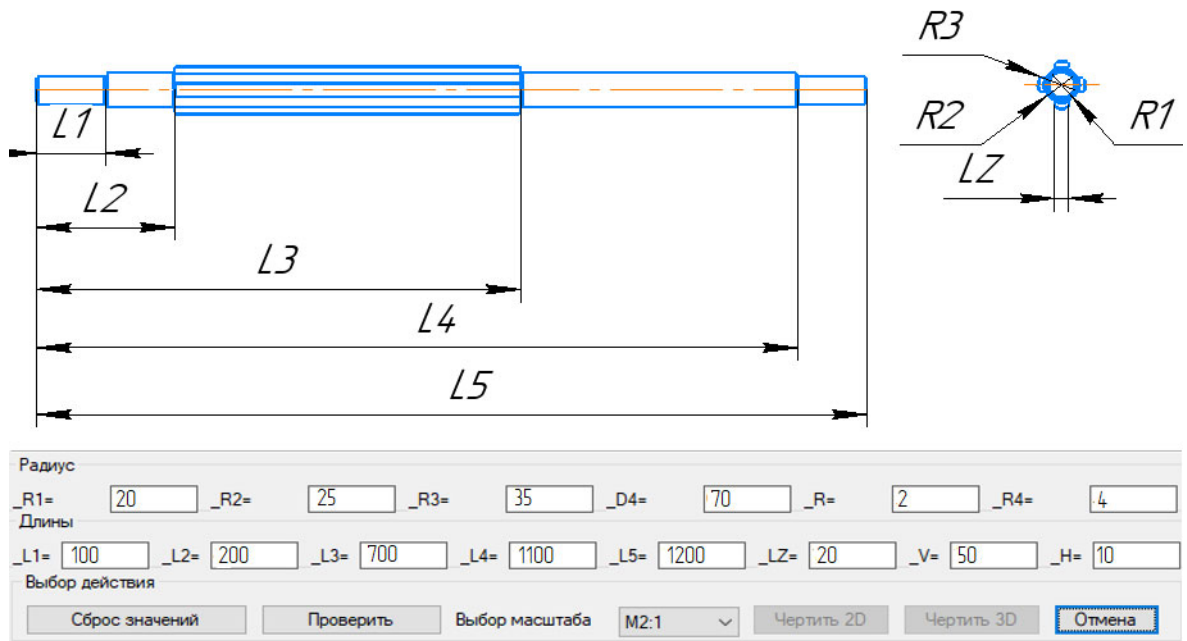 R3
L1
R2
R1
L2
LZ
L3
L4
L5
Радиус
_R1= 20 _R2= 25 _R3= 35 _D4= 70 _R= 2 _R4= 4
Длины
_L1= 100 _L2= 200 _L3= 700 _L4= 1100 _L5= 1200 _LZ= 20 _V= 50 _H= 10
Выбор действия
Сброс значений Проверить Выбор масштаба M2:1 Чертить 2D Чертить 3D Отмена